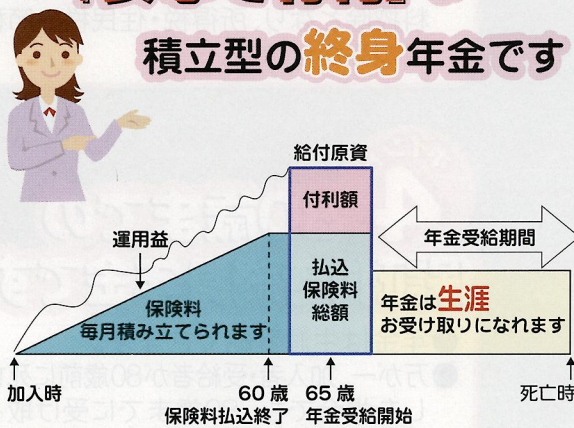 積立型の終身年金です
給付原資
付利額
運用益
年金受給期間
払込
保険料
総額
保険料
毎月積み立てられます
年金は生涯
お受け取りになれます
加入時
60 歳
保険料払込終了
65 歳
年金受給開始
死亡時